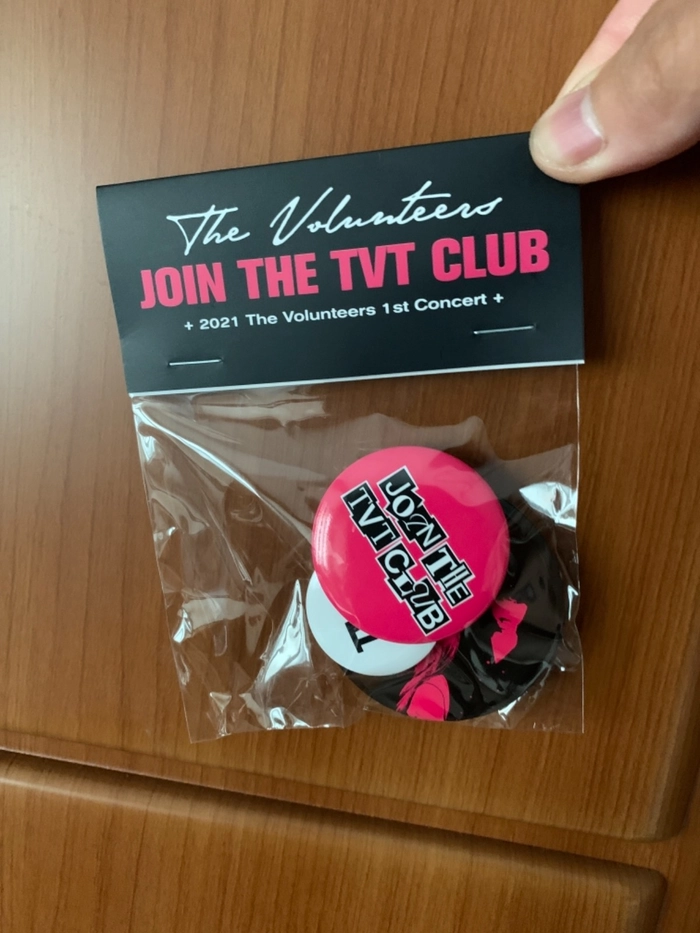 The Volunteers
JOIN THE TVT CLUB
+ 2021 The Volunteers 1st Concert +
JOIN THE
TVT CLUB
T